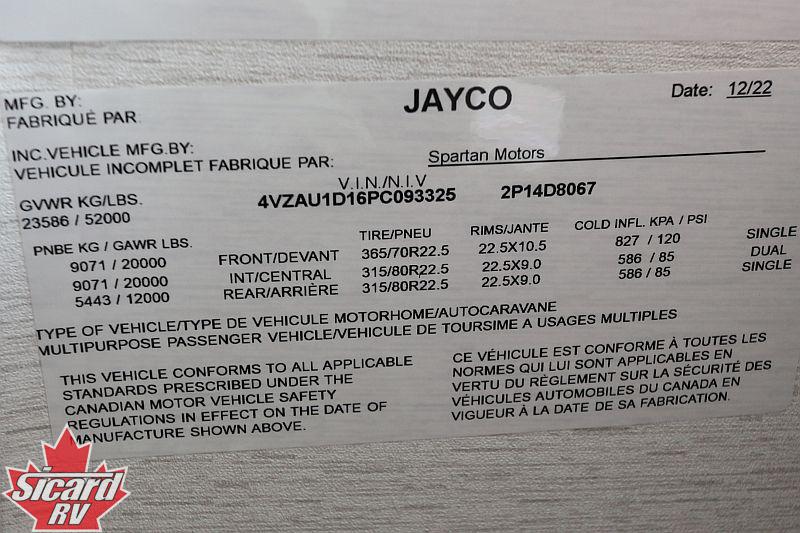 MFG. BY: JAYCO Date: 12/22
FABRIQUÉ PAR
INC.VEHICLE MFG.BY:
VEHICULE INCOMPLET FABRIQUE PAR: Spartan Motors
V.I.N./N.I.V
GVWR KG/LBS. 4VZAU1D16PC093325 2P14D8067
23586 / 52000
PNBE KG / GAWR LBS. TIRE/PNEU RIMS/JANTE COLD INFL. KPA / PSI
9071 / 20000 FRONT/DEVANT 365/70R22.5 22.5X10.5 827 / 120 SINGLE
9071 / 20000 INT/CENTRAL 315/80R22.5 22.5X9.0 586 / 85 DUAL
5443 / 12000 REAR/ARRIÈRE 315/80R22.5 22.5X9.0 586 / 85 SINGLE
TYPE OF VEHICLE/TYPE DE VEHICULE MOTORHOME/AUTOCARAVANE
MULTIPURPOSE PASSENGER VEHICLE/VEHICULE DE TOURSIME A USAGES MULTIPLES
THIS VEHICLE CONFORMS TO ALL APPLICABLE
STANDARDS PRESCRIBED UNDER THE
CANADIAN MOTOR VEHICLE SAFETY
REGULATIONS IN EFFECT ON THE DATE OF
MANUFACTURE SHOWN ABOVE.
CE VÉHICULE EST CONFORME À TOUTES LES
NORMES QUI LUI SONT APPLICABLES EN
VERTU DU RÈGLEMENT SUR LA SÉCURITÉ DES
VÉHICULES AUTOMOBILES DU CANADA EN
VIGUEUR À LA DATE DE SA FABRICATION.
Sicard
RV